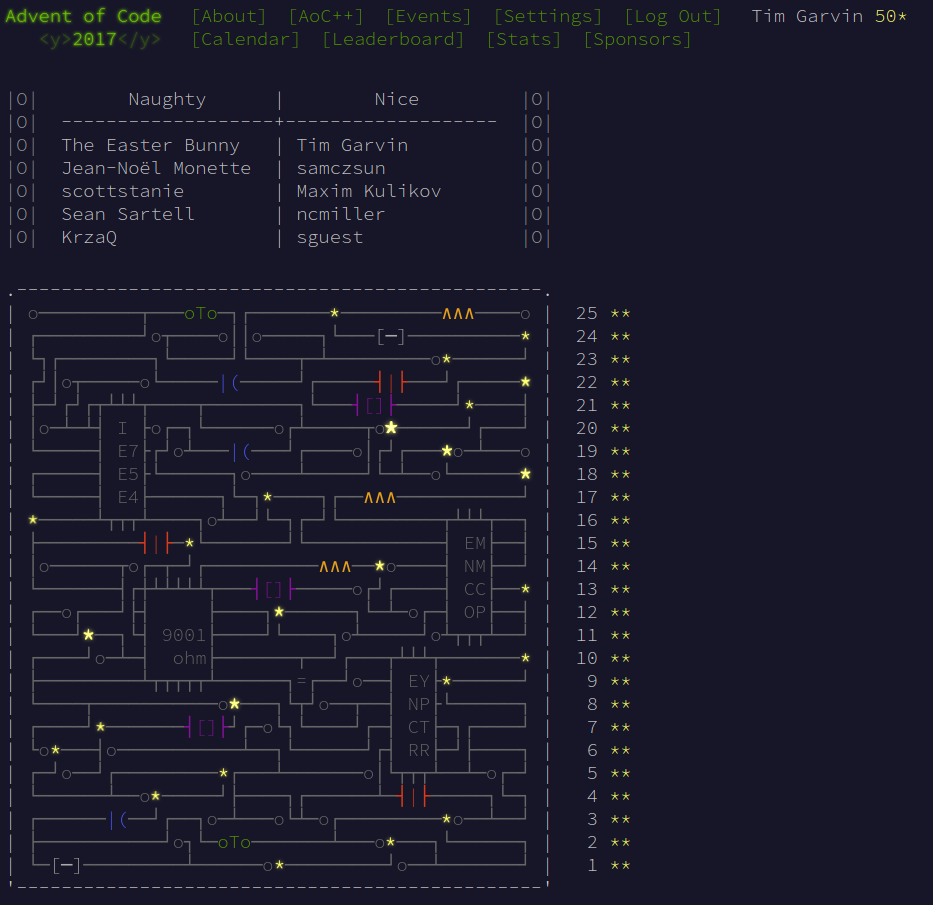 Advent of Code [About] [AoC++] [Events] [Settings] [Log Out] Tim Garvin 50*
<y>2017</y> [Calendar] [Leaderboard] [Stats] [Sponsors]
|O| Naughty | Nice |O|
|O| -------------------+------------------- |O|
|O| The Easter Bunny | Tim Garvin |O|
|O| Jean-Noël Monette | samczsun |O|
|O| scottstanie | Maxim Kulikov |O|
|O| Sean Sartell | ncmiller |O|
|O| KrzaQ | sguest |O|
oTo 25 **
24 **
23 **
22 **
21 **
I 20 **
E7 19 **
E5 18 **
E4 17 **
16 **
EM 15 **
NM 14 **
CC 13 **
OP 12 **
9001 11 **
ohm 10 **
= EY 9 **
NP 8 **
CT 7 **
RR 6 **
5 **
4 **
3 **
oTo 2 **
1 **